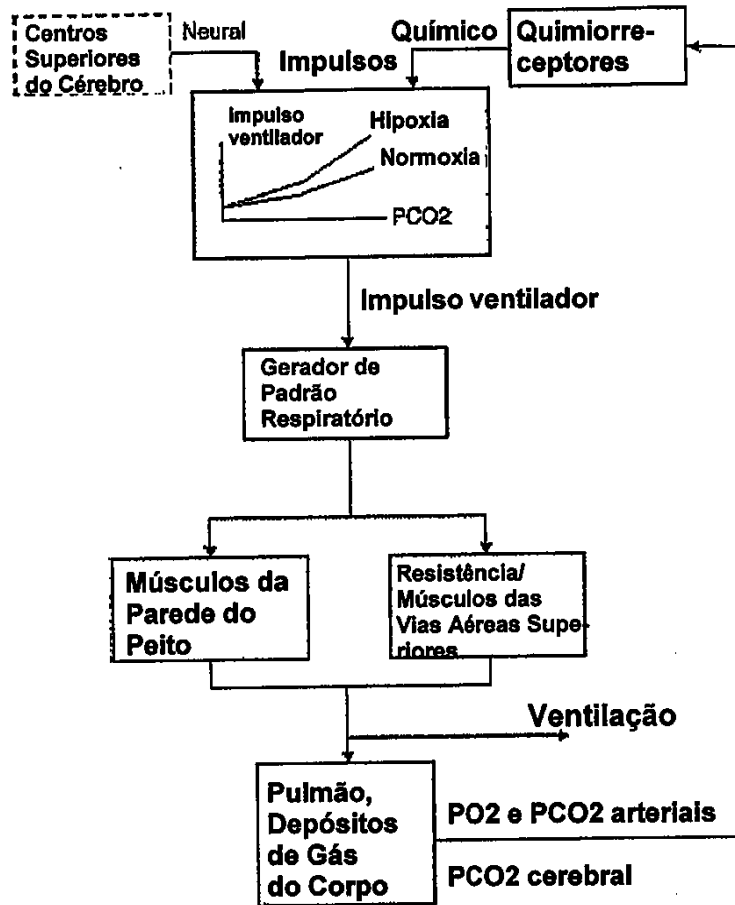 Centros
Superiores
do Cérebro
Neural
Impulsos
Químico
Quimiorre-
ceptores
Impulso
ventilador
Hipoxia
Normoxia
PCO2
Impulso ventilador
Gerador de
Padrão
Respiratório
Músculos da
Parede do
Peito
Resistência/
Músculos das
Vias Aéreas Supe-
riores
Ventilação
Pulmão,
Depósitos
de Gás
do Corpo
PO2 e PCO2 arteriais
PCO2 cerebral